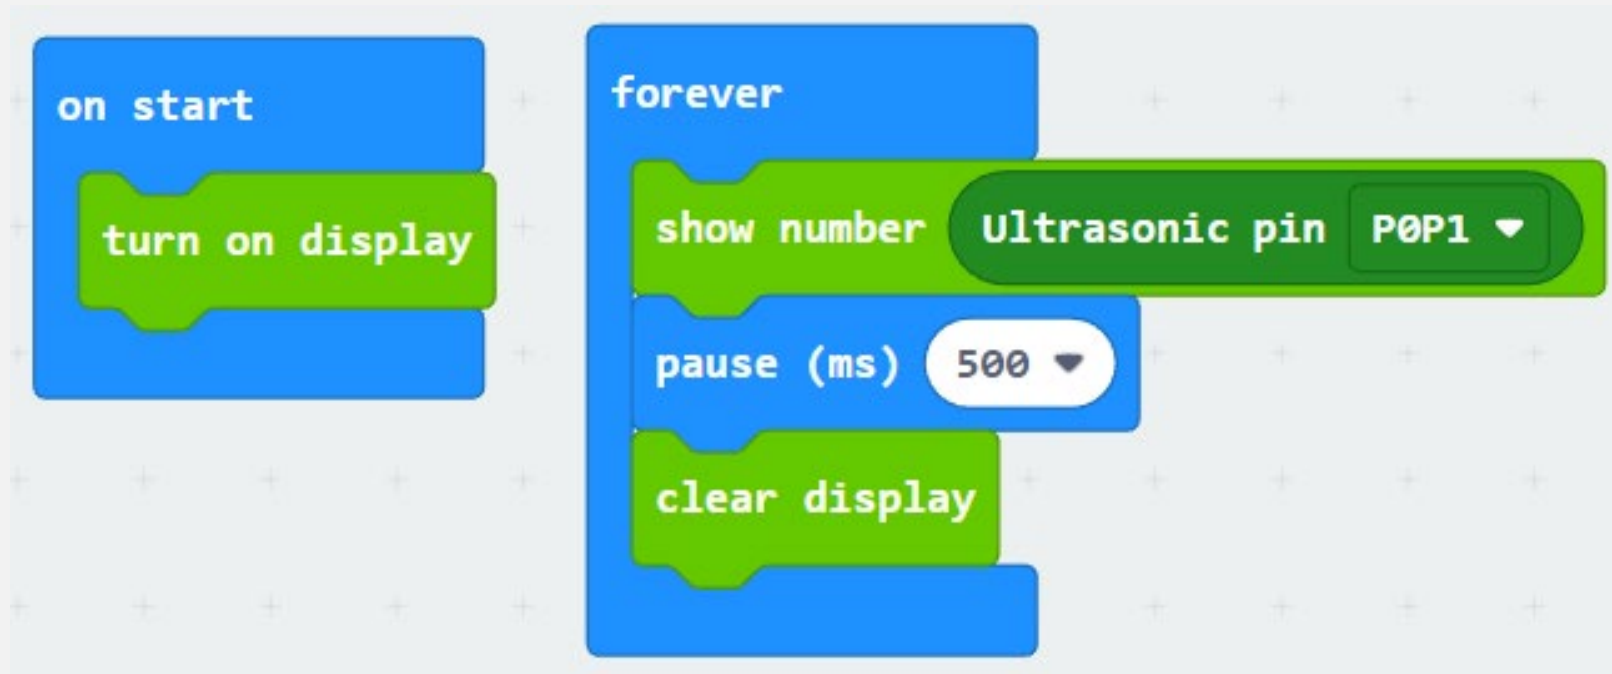 on start
turn on display
forever
show number Ultrasonic pin P0P1
pause (ms) 500
clear display